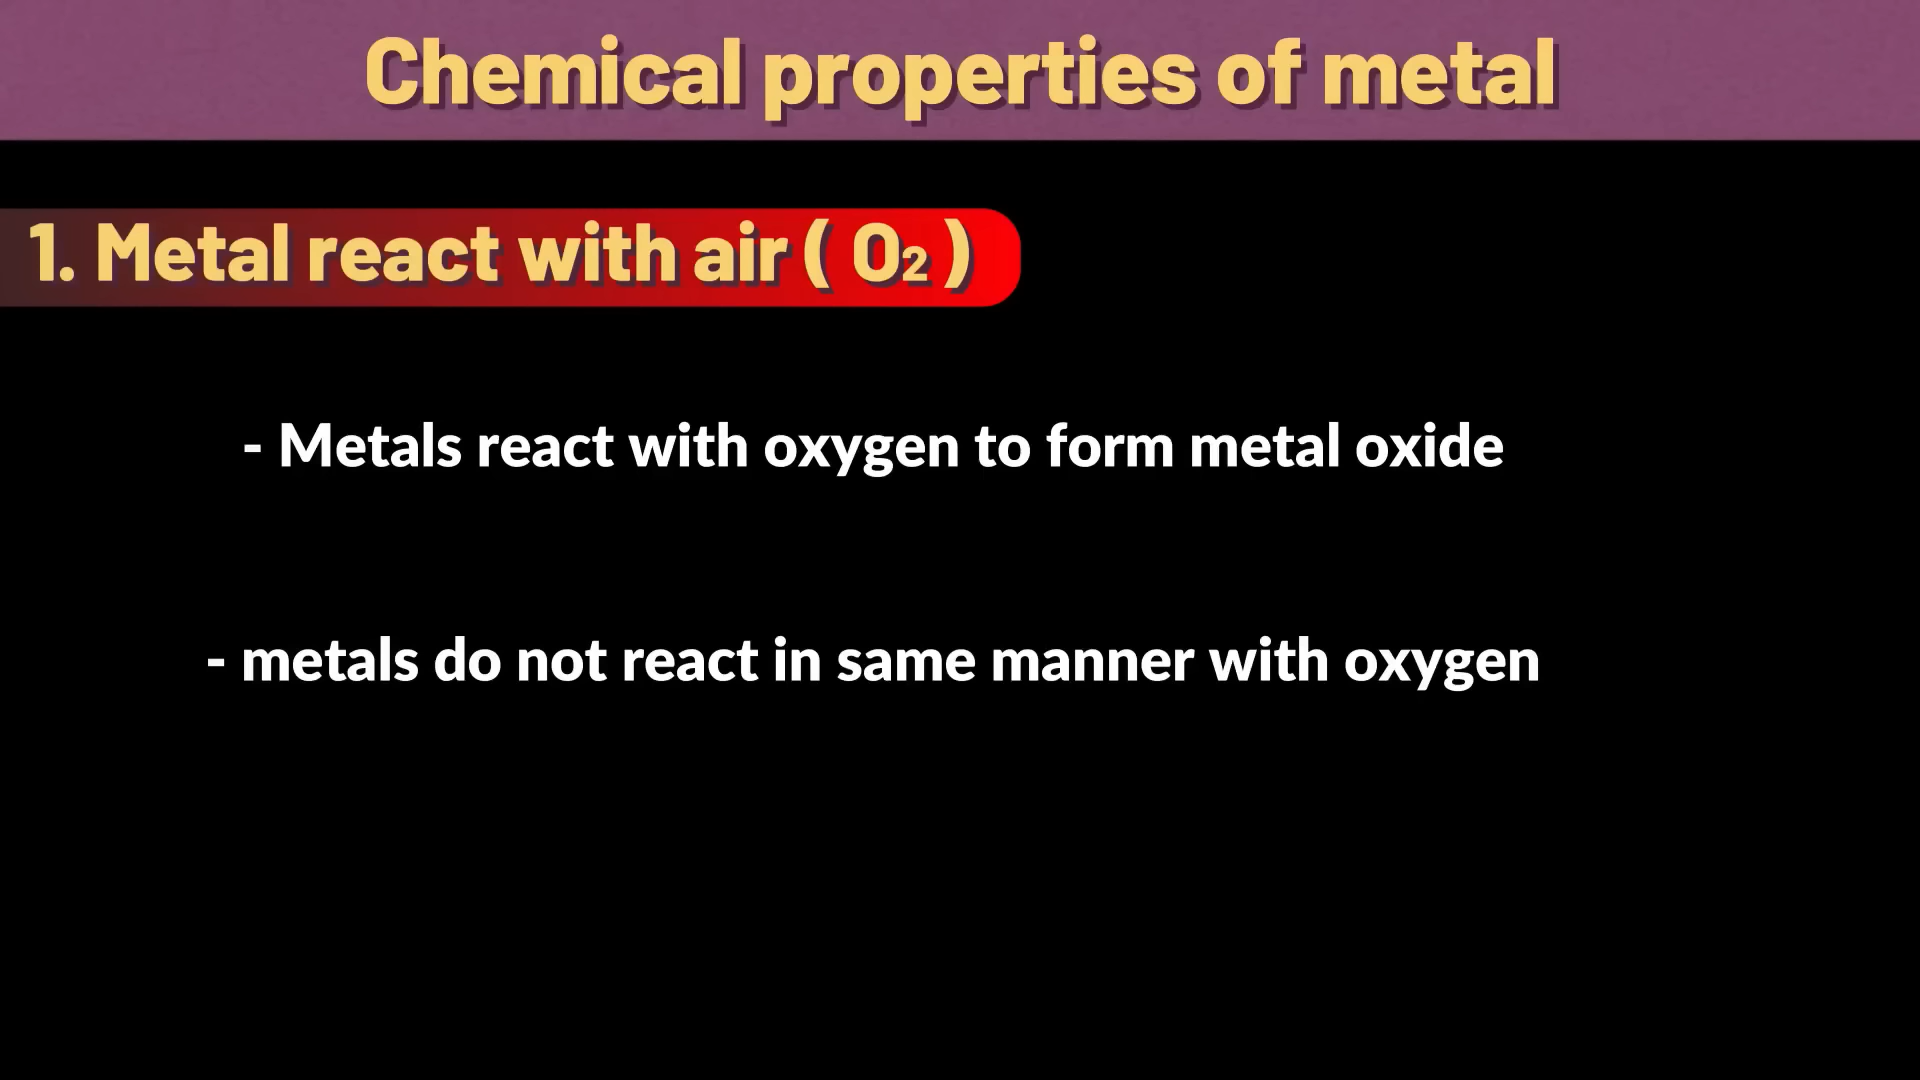 Chemical properties of metal
1. Metal react with air ( O₂ )
- Metals react with oxygen to form metal oxide
- metals do not react in same manner with oxygen